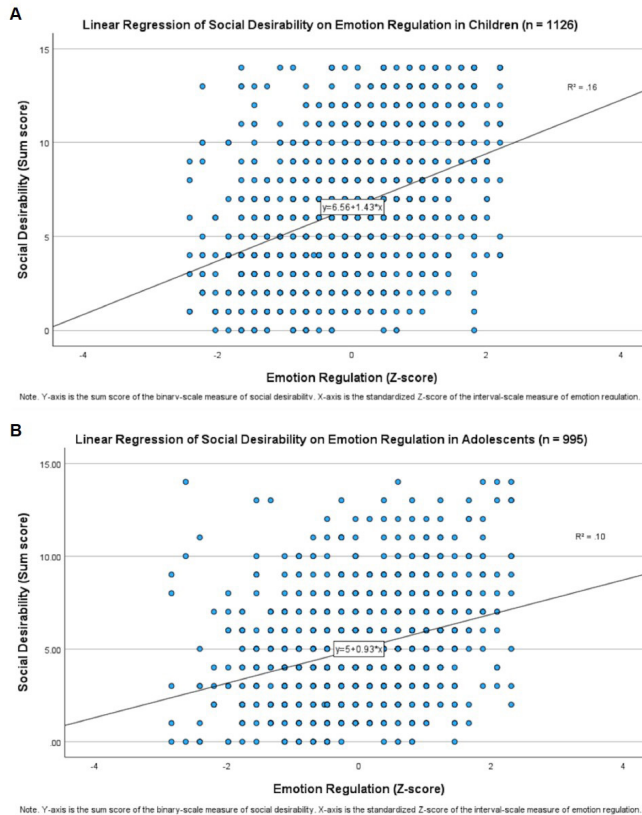 A
Linear Regression of Social Desirability on Emotion Regulation in Children (n = 1126)
15
10
5
0
Social Desirability (Sum score)
R² = .16
y=6.56+1.43*x
-4
-2
0
2
4
Emotion Regulation (Z-score)
Note. Y-axis is the sum score of the binary-scale measure of social desirability. X-axis is the standardized Z-score of the interval-scale measure of emotion regulation.
B
Linear Regression of Social Desirability on Emotion Regulation in Adolescents (n = 995)
15.00
10.00
5.00
.00
Social Desirability (Sum score)
R² = .10
y=5+0.93*x
-4
-2
0
2
4
Emotion Regulation (Z-score)
Note. Y-axis is the sum score of the binary-scale measure of social desirability. X-axis is the standardized Z-score of the interval-scale measure of emotion regulation.